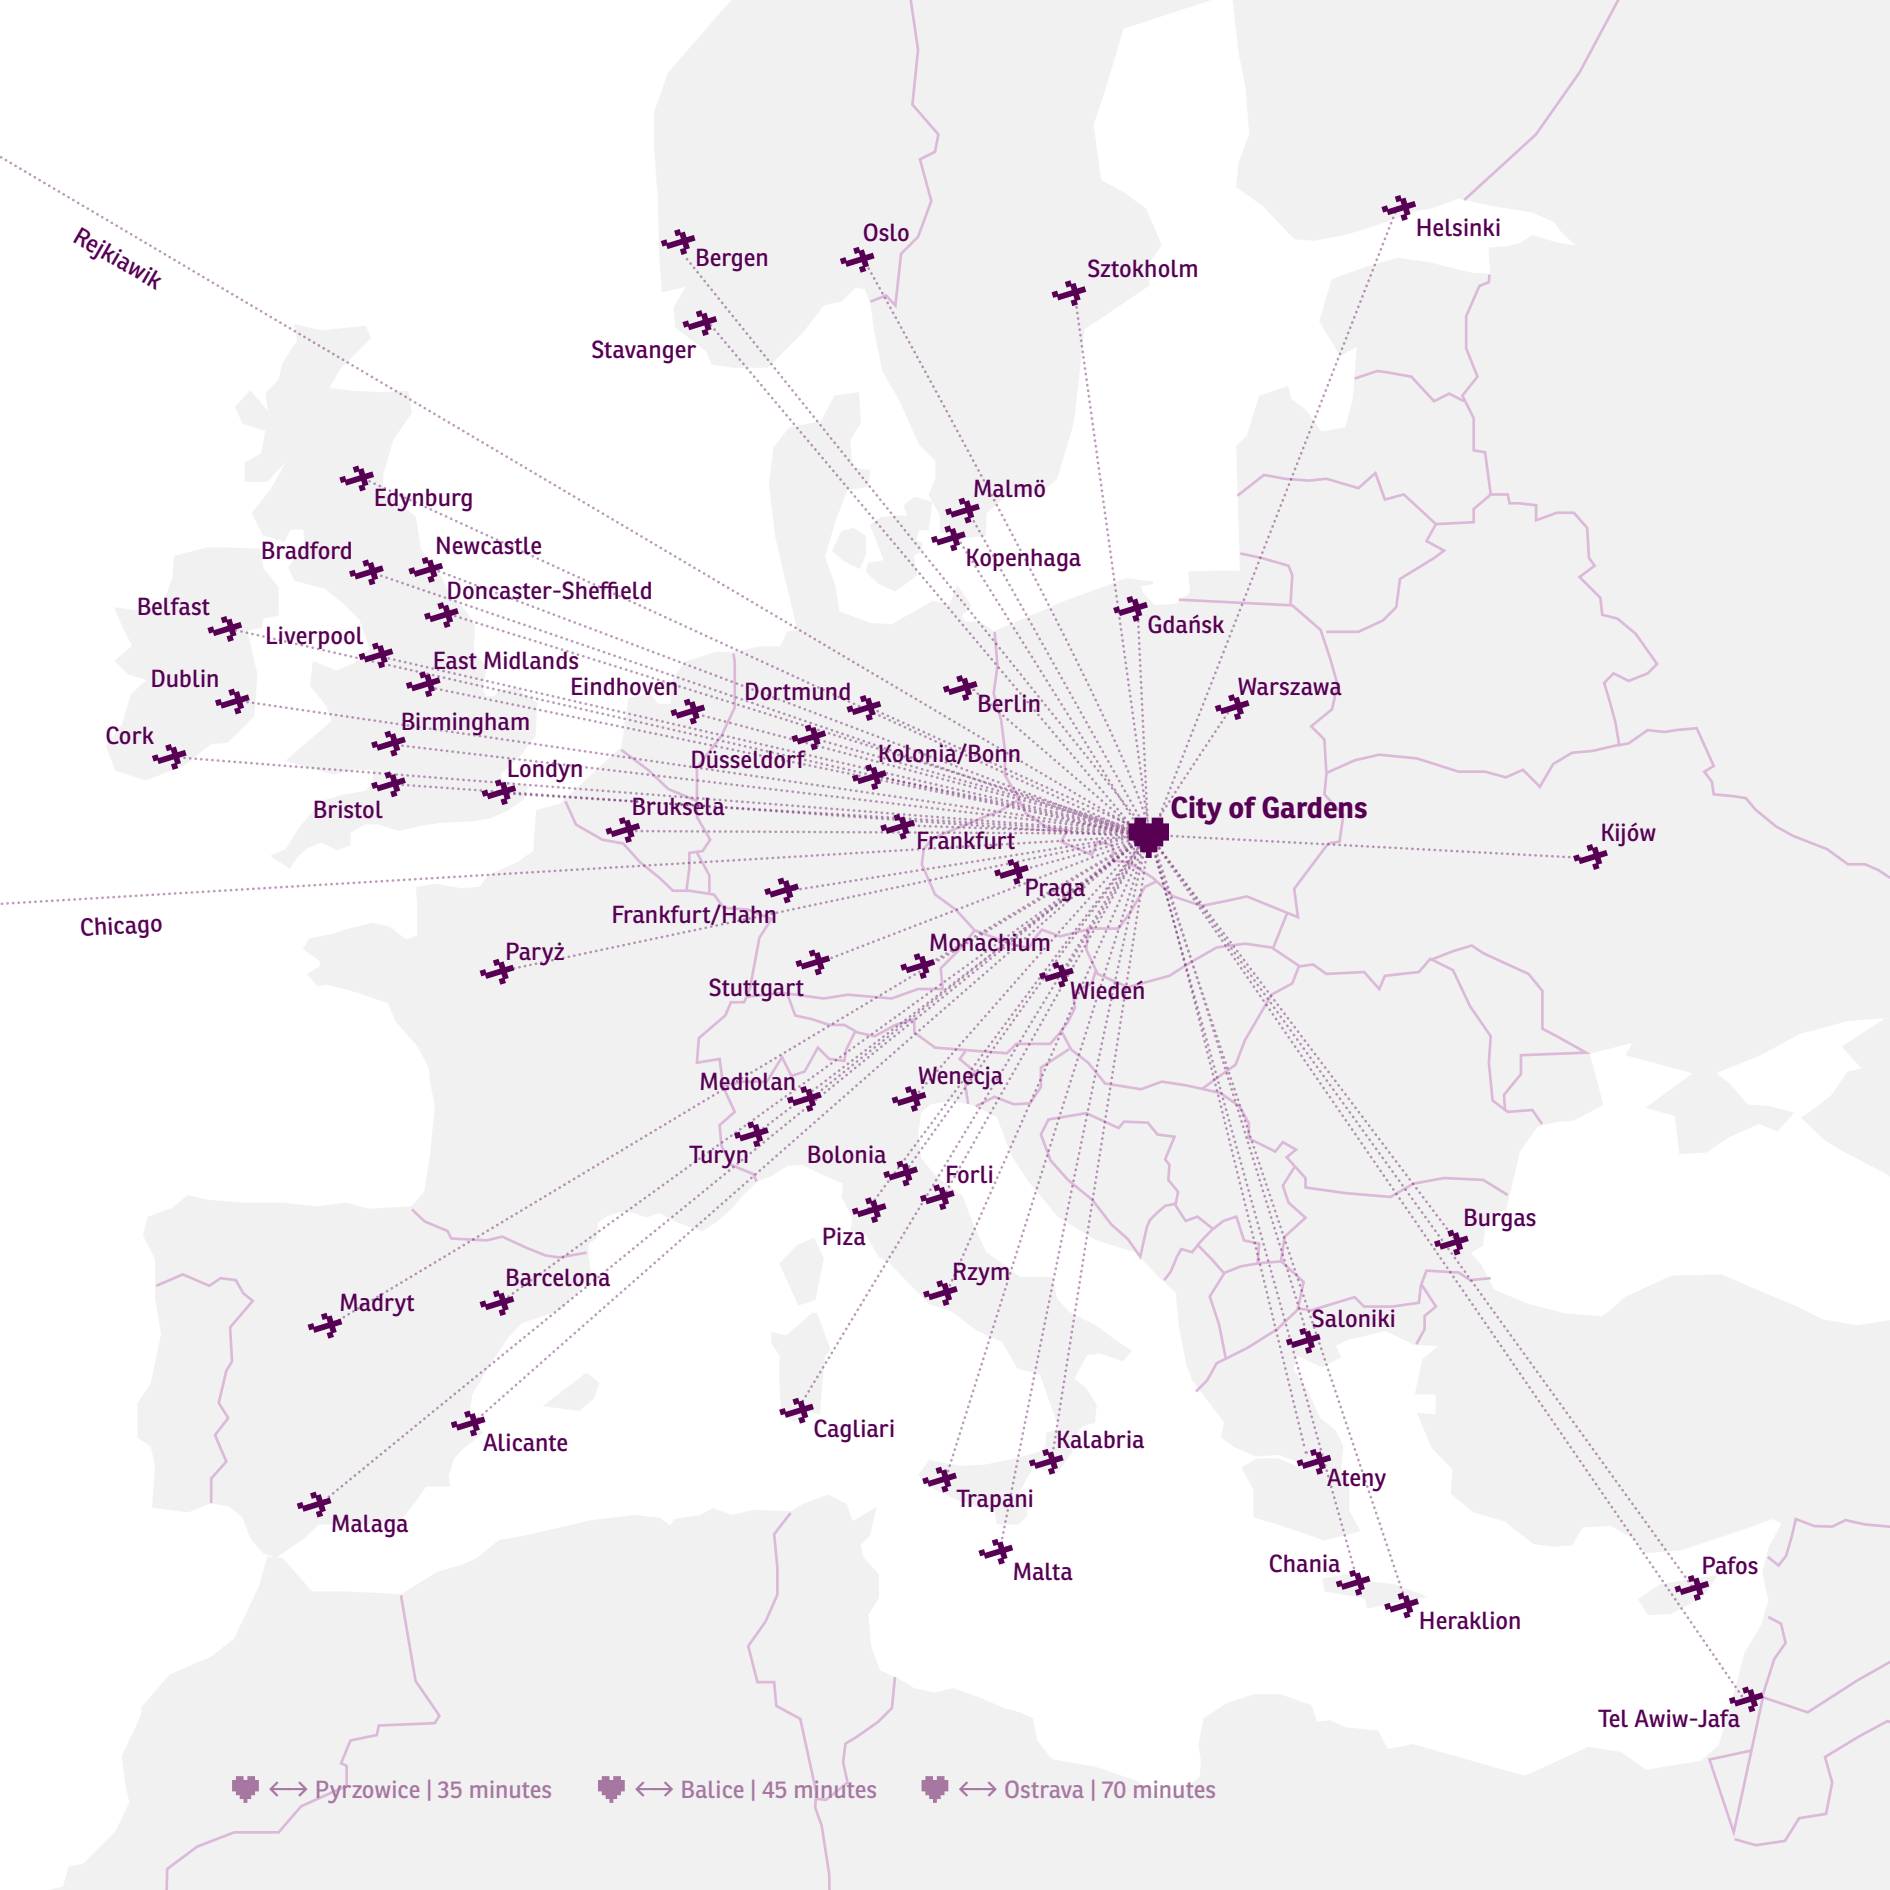 Helsinki
Oslo
Bergen
Rejkiawik
Sztokholm
Stavanger
Malmö
Edynburg
Newcastle
Bradford
Kopenhaga
Doncaster-Sheffield
Belfast
Gdańsk
Liverpool
East Midlands
Dublin
Eindhoven
Dortmund
Warszawa
Berlin
Birmingham
Cork
Düsseldorf
Kolonia/Bonn
Londyn
Bruksela
City of Gardens
Bristol
Kijów
Frankfurt
Praga
Frankfurt/Hahn
Chicago
Paryż
Monachium
Stuttgart
Wiedeń
Wenecja
Mediolan
Turyn
Bolonia
Forli
Burgas
Piza
Rzym
Barcelona
Madryt
Saloniki
Cagliari
Kalabria
Alicante
Ateny
Trapani
Malaga
Chania
Pafos
Malta
Heraklion
Tel Awiw-Jafa
Pyrzowice | 35 minutes
Balice | 45 minutes
Ostrava | 70 minutes